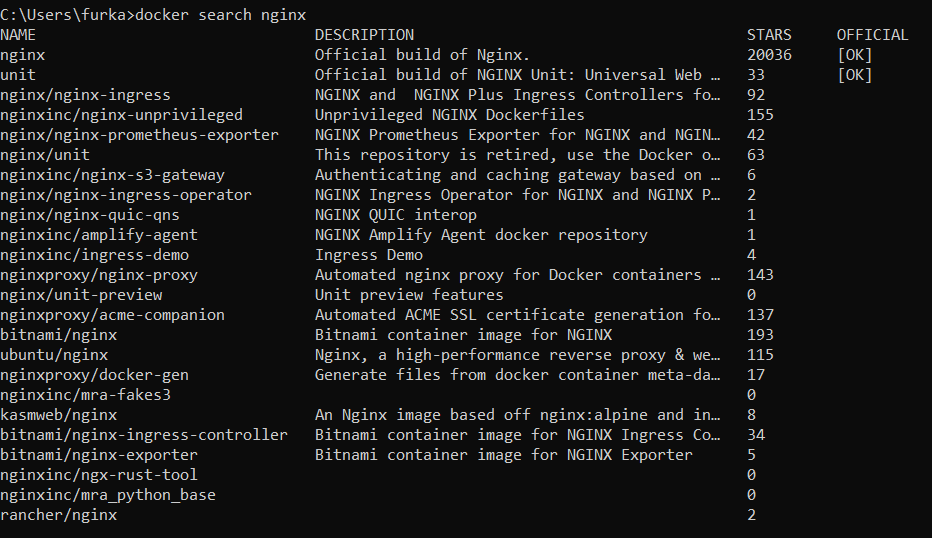 C:\Users\furka>docker search nginx
NAME DESCRIPTION STARS OFFICIAL
nginx Official build of Nginx. 20036 [OK]
unit Official build of NGINX Unit: Universal Web … 33 [OK]
nginx/nginx-ingress NGINX and  NGINX Plus Ingress Controllers fo… 92
nginxinc/nginx-unprivileged Unprivileged NGINX Dockerfiles 155
nginx/nginx-prometheus-exporter NGINX Prometheus Exporter for NGINX and NGIN… 42
nginx/unit This repository is retired, use the Docker o… 63
nginxinc/nginx-s3-gateway Authenticating and caching gateway based on … 6
nginx/nginx-ingress-operator NGINX Ingress Operator for NGINX and NGINX P… 2
nginx/nginx-quic-qns NGINX QUIC interop 1
nginxinc/amplify-agent NGINX Amplify Agent docker repository 1
nginxinc/ingress-demo Ingress Demo 4
nginxproxy/nginx-proxy Automated nginx proxy for Docker containers … 143
nginx/unit-preview Unit preview features 0
nginxproxy/acme-companion Automated ACME SSL certificate generation fo… 137
bitnami/nginx Bitnami container image for NGINX 193
ubuntu/nginx Nginx, a high-performance reverse proxy & we… 115
nginxproxy/docker-gen Generate files from docker container meta-da… 17
nginxinc/mra-fakes3 0
kasmweb/nginx An Nginx image based off nginx:alpine and in… 8
bitnami/nginx-ingress-controller Bitnami container image for NGINX Ingress Co… 34
bitnami/nginx-exporter Bitnami container image for NGINX Exporter 5
nginxinc/ngx-rust-tool 0
nginxinc/mra_python_base 0
rancher/nginx 2